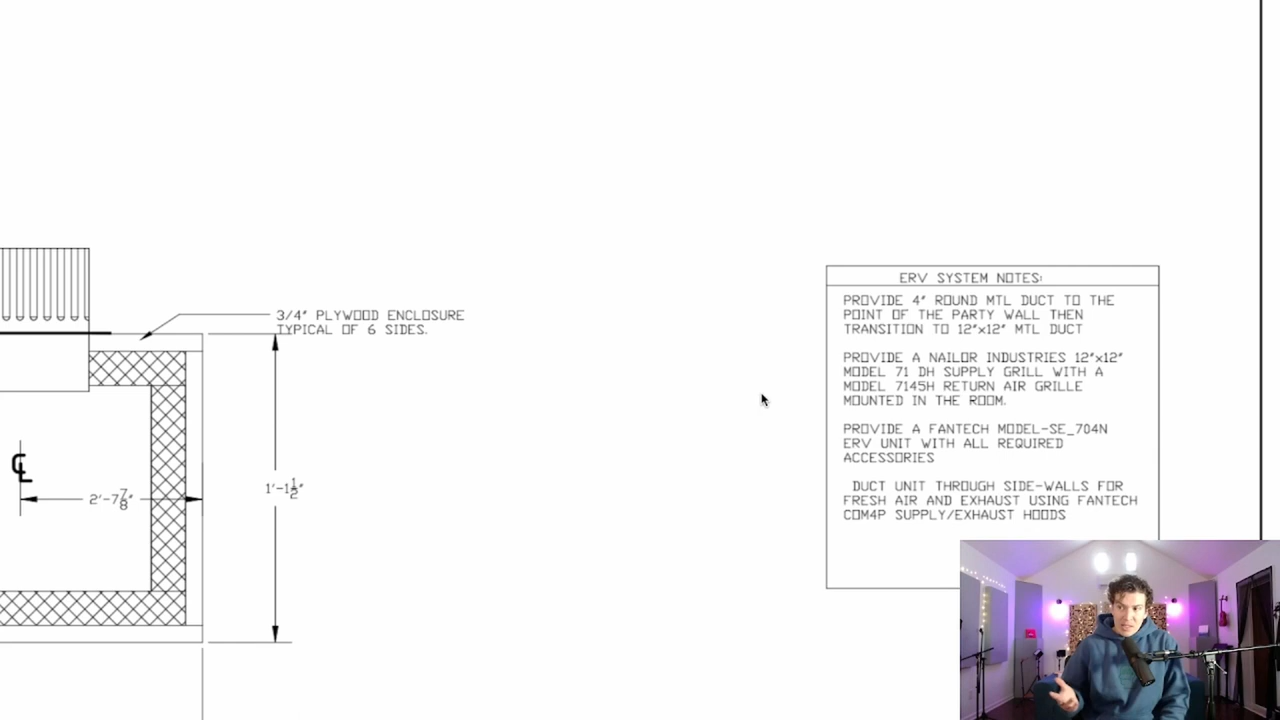 3/4" PLYWOOD ENCLOSURE
TYPICAL OF 6 SIDES.
℄
2'-7 7/8"
1'-1 1/2"
ERV SYSTEM NOTES:
PROVIDE 4" ROUND MTL DUCT TO THE
POINT OF THE PARTY WALL THEN
TRANSITION TO 12"x12" MTL DUCT
PROVIDE A NAILOR INDUSTRIES 12"x12"
MODEL 71 DH SUPPLY GRILL WITH A
MODEL 7145H RETURN AIR GRILLE
MOUNTED IN THE ROOM.
PROVIDE A FANTECH MODEL-SE_704N
ERV UNIT WITH ALL REQUIRED
ACCESSORIES
DUCT UNIT THROUGH SIDE-WALLS FOR
FRESH AIR AND EXHAUST USING FANTECH
COM4P SUPPLY/EXHAUST HOODS